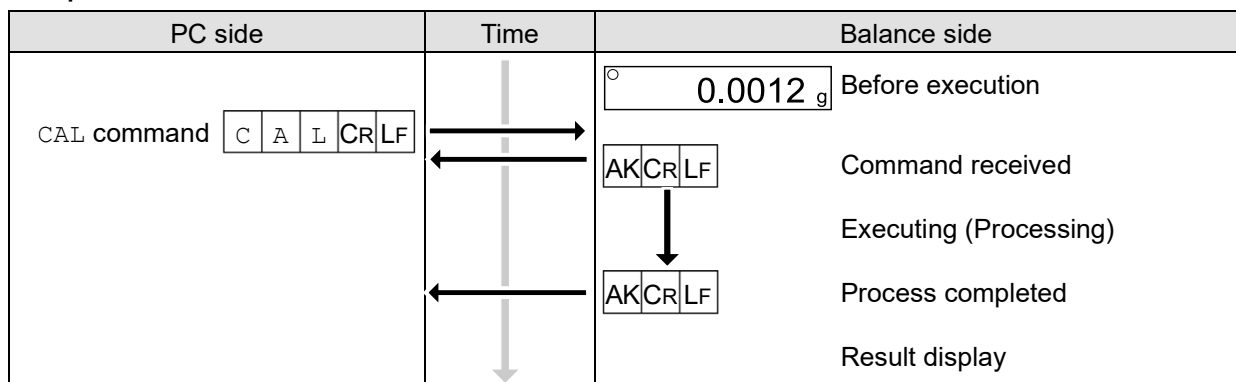 PC side Time Balance side
0.0012 g Before execution
CAL command C A L CR LF
AK CR LF Command received
Executing (Processing)
AK CR LF Process completed
Result display